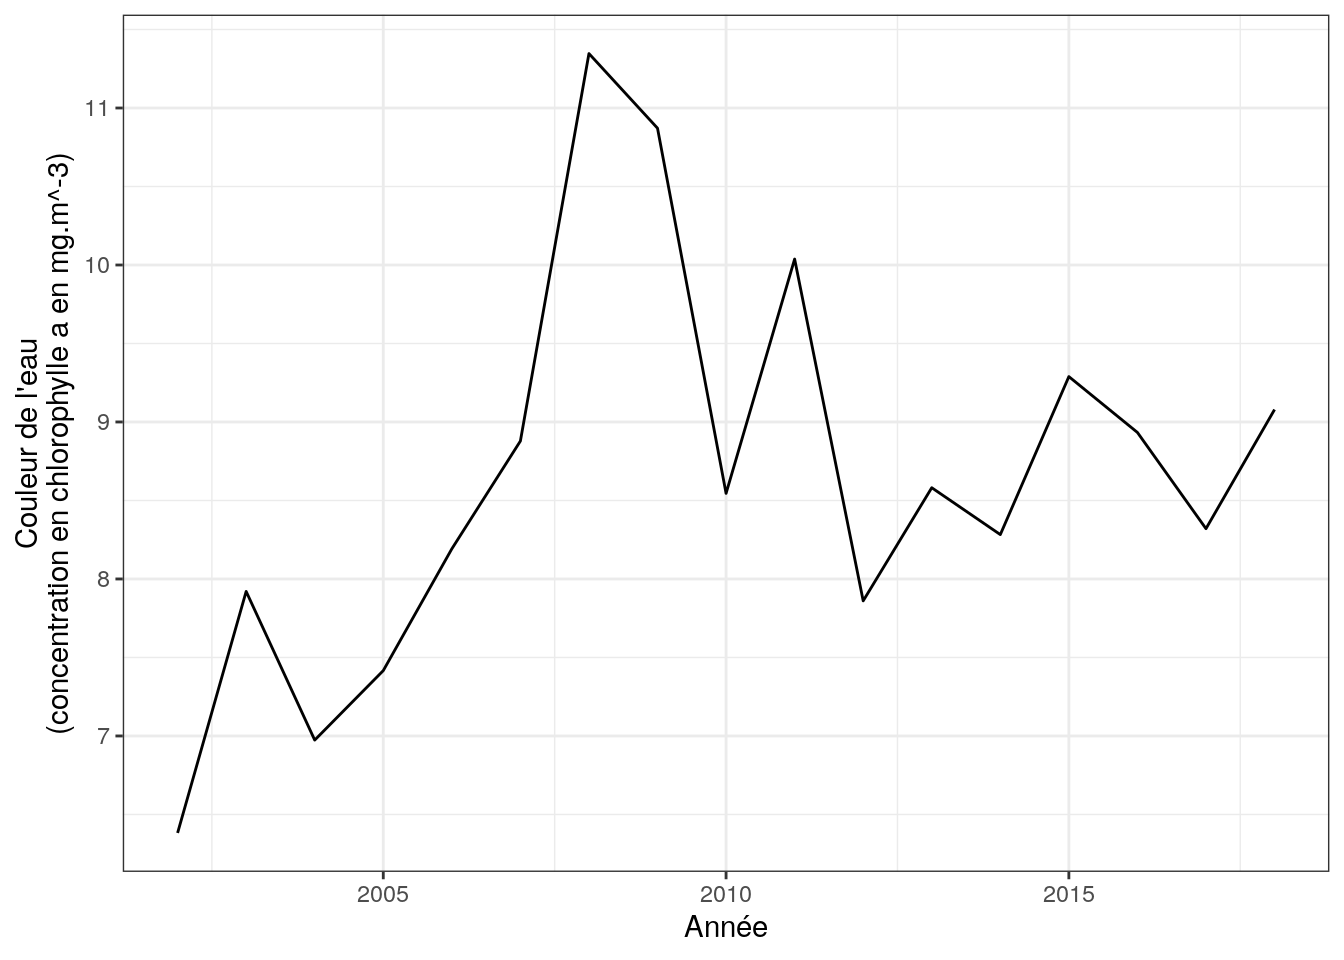 Couleur de l'eau
(concentration en chlorophylle a en mg.m^-3)
11
10
9
8
7
2005
2010
2015
Année